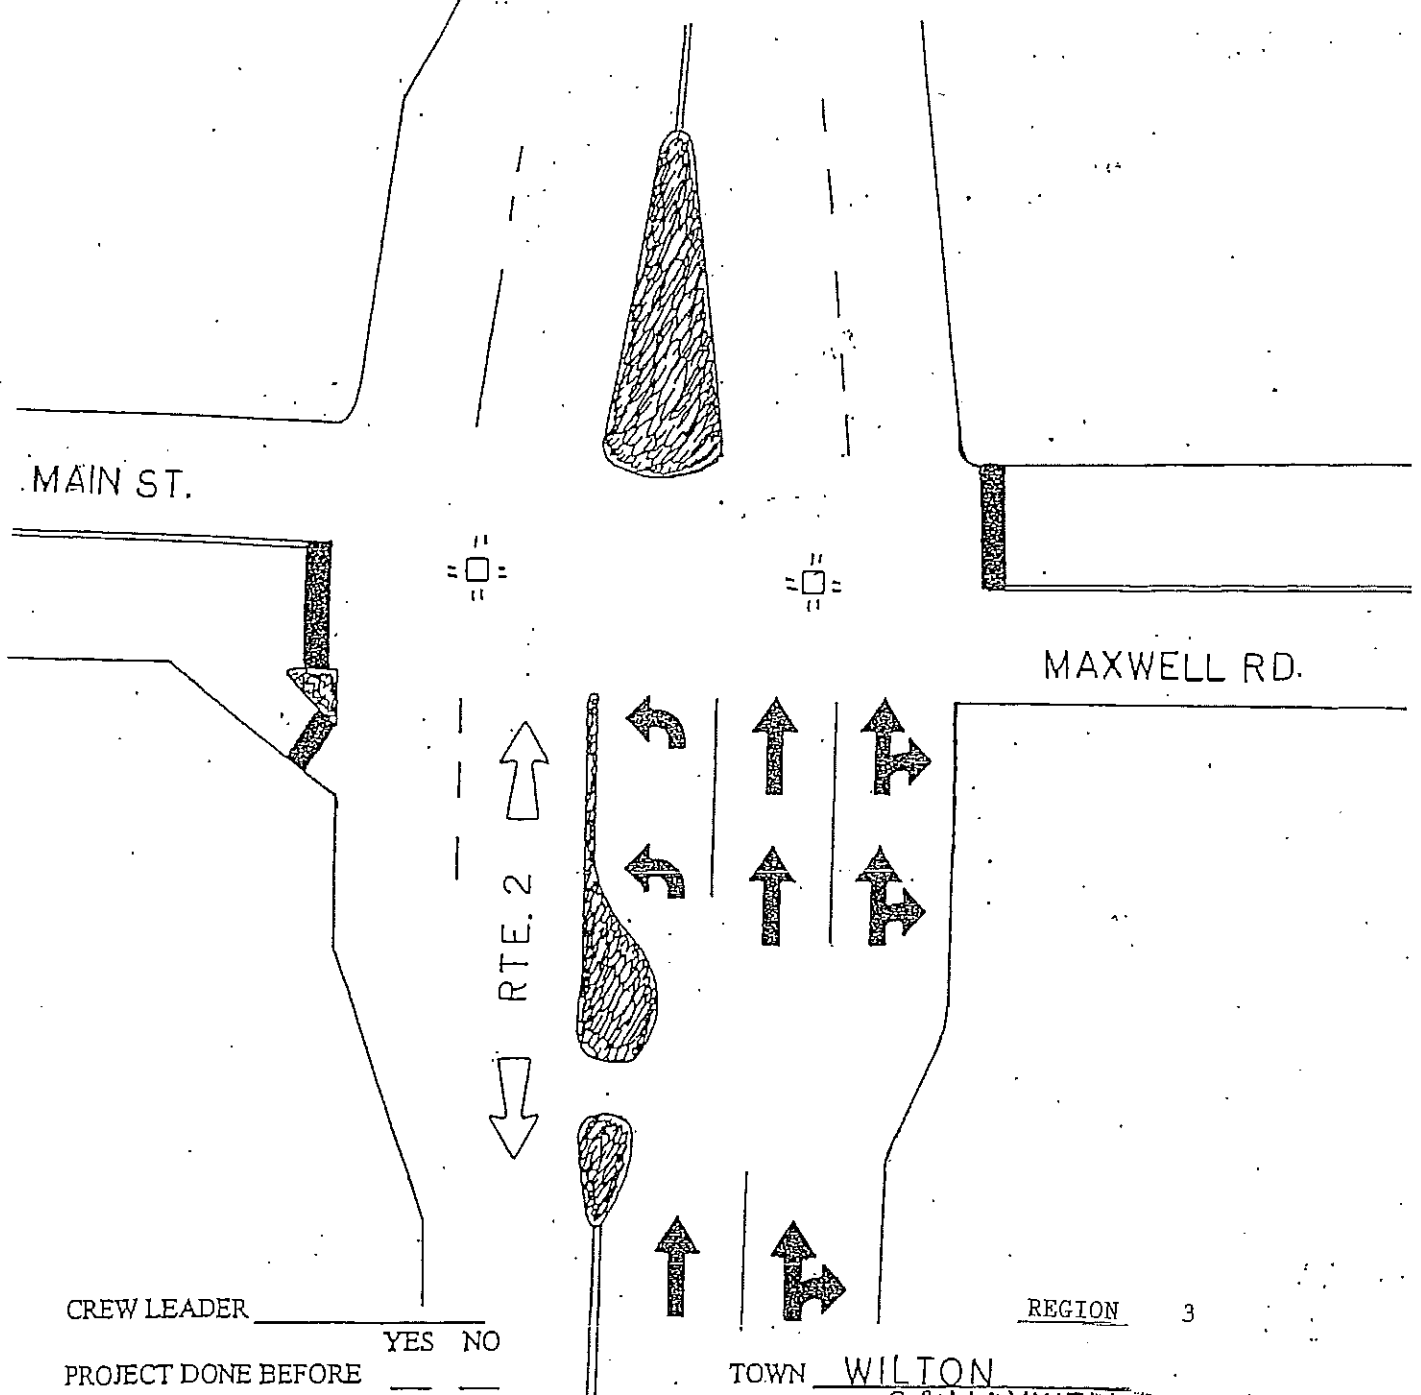 MAIN ST.
MAXWELL RD.
RTE. 2
CREW LEADER
REGION 3
YES NO
PROJECT DONE BEFORE
TOWN WILTON